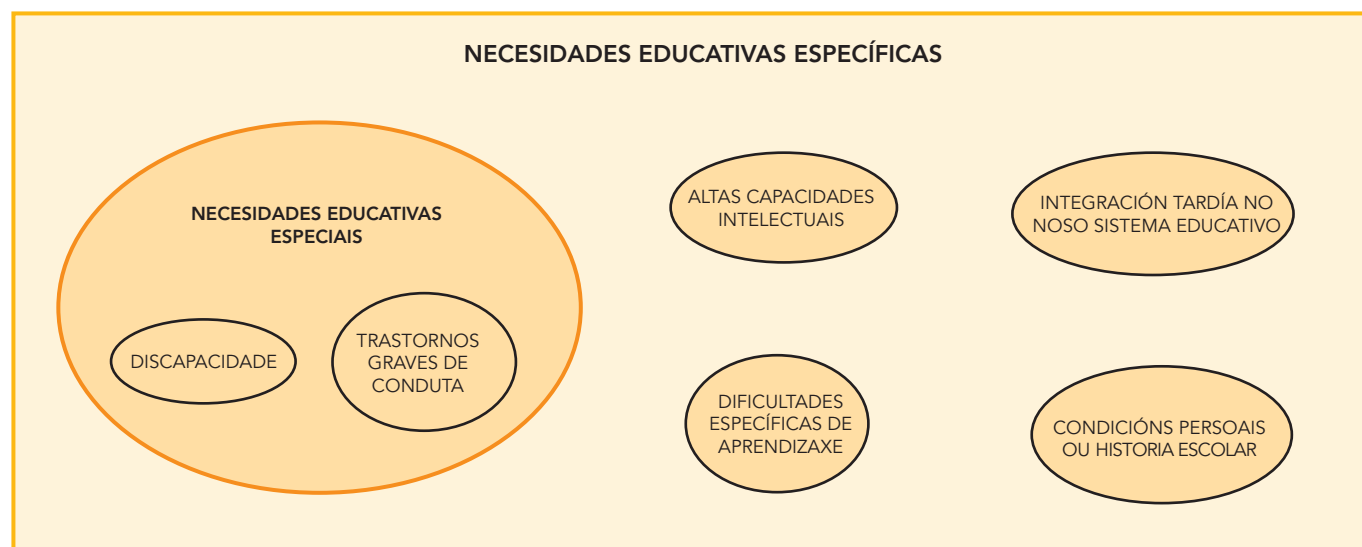 NECESIDADES EDUCATIVAS ESPECÍFICAS
NECESIDADES EDUCATIVAS
ESPECIAIS
DISCAPACIDADE
TRASTORNOS
GRAVES DE
CONDUTA
ALTAS CAPACIDADES
INTELECTUAIS
INTEGRACIÓN TARDÍA NO
NOSO SISTEMA EDUCATIVO
DIFICULTADES
ESPECÍFICAS DE
APRENDIZAXE
CONDICIÓNS PERSOAIS
OU HISTORIA ESCOLAR